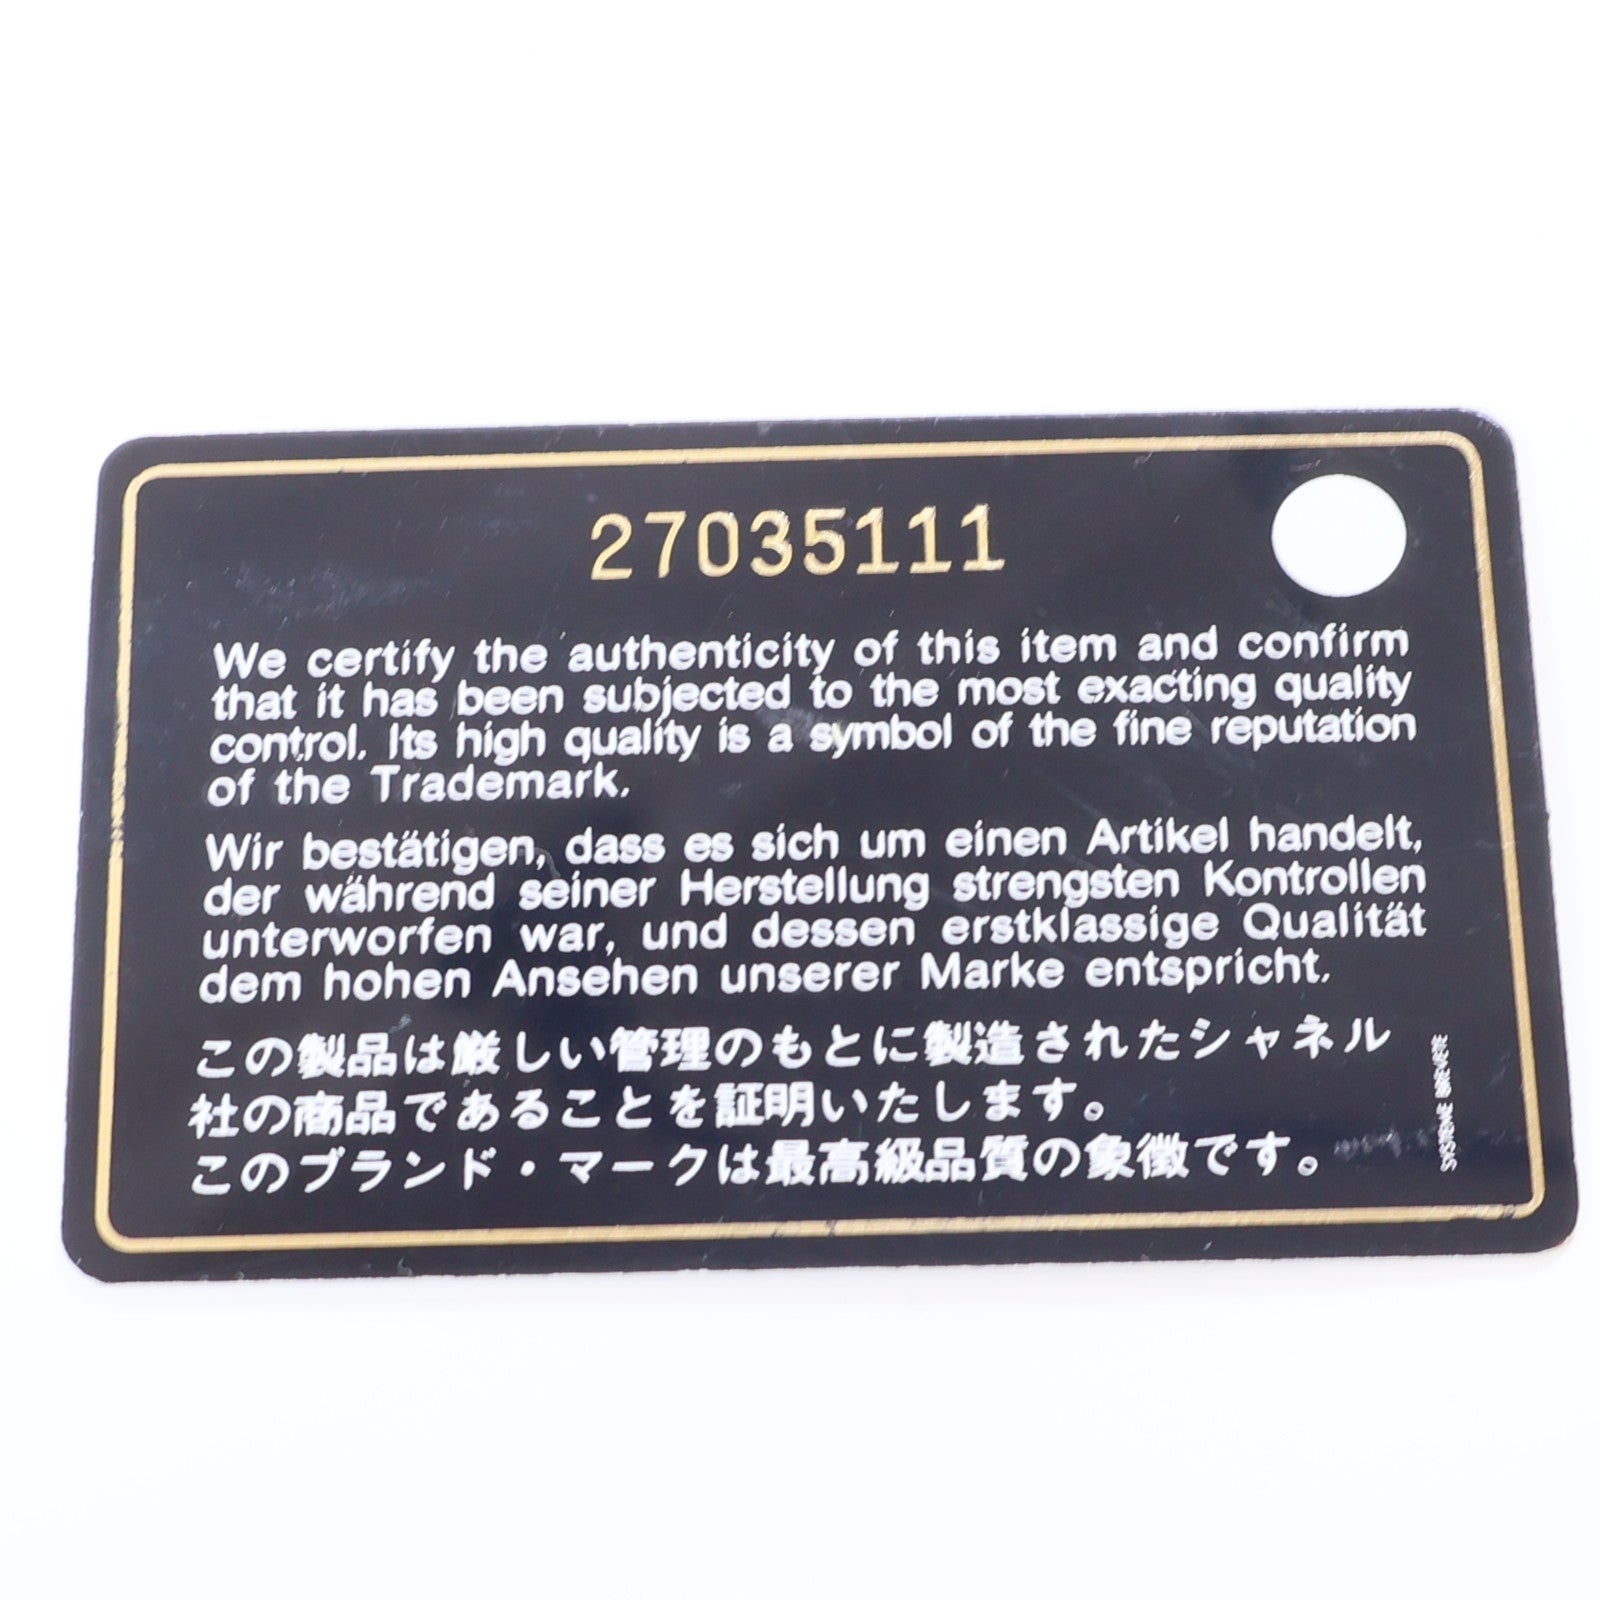 27035111
We certify the authenticity of this item and confirm
that it has been subjected to the most exacting quality
control. Its high quality is a symbol of the fine reputation
of the Trademark.
Wir bestätigen, dass es sich um einen Artikel handelt,
der während seiner Herstellung strengsten Kontrollen
unterworfen war, und dessen erstklassige Qualität
dem hohen Ansehen unserer Marke entspricht.
この製品は厳しい管理のもとに製造されたシャネル
社の商品であることを証明いたします。
このブランド・マークは最高級品質の象徴です。
SYSTEME BREVETE